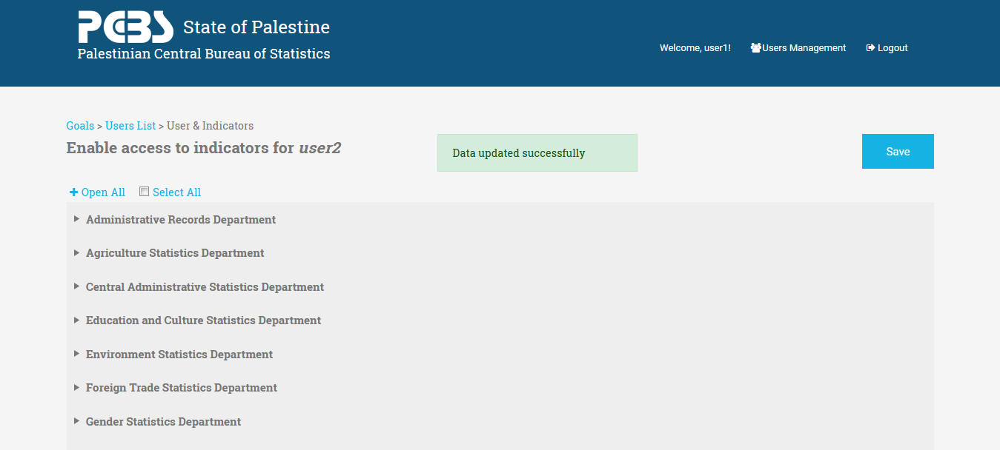 PCBS State of Palestine
Palestinian Central Bureau of Statistics
Welcome, user1! Users Management Logout
Goals > Users List > User & Indicators
Enable access to indicators for user2
Data updated successfully
Save
Open All Select All
Administrative Records Department
Agriculture Statistics Department
Central Administrative Statistics Department
Education and Culture Statistics Department
Environment Statistics Department
Foreign Trade Statistics Department
Gender Statistics Department